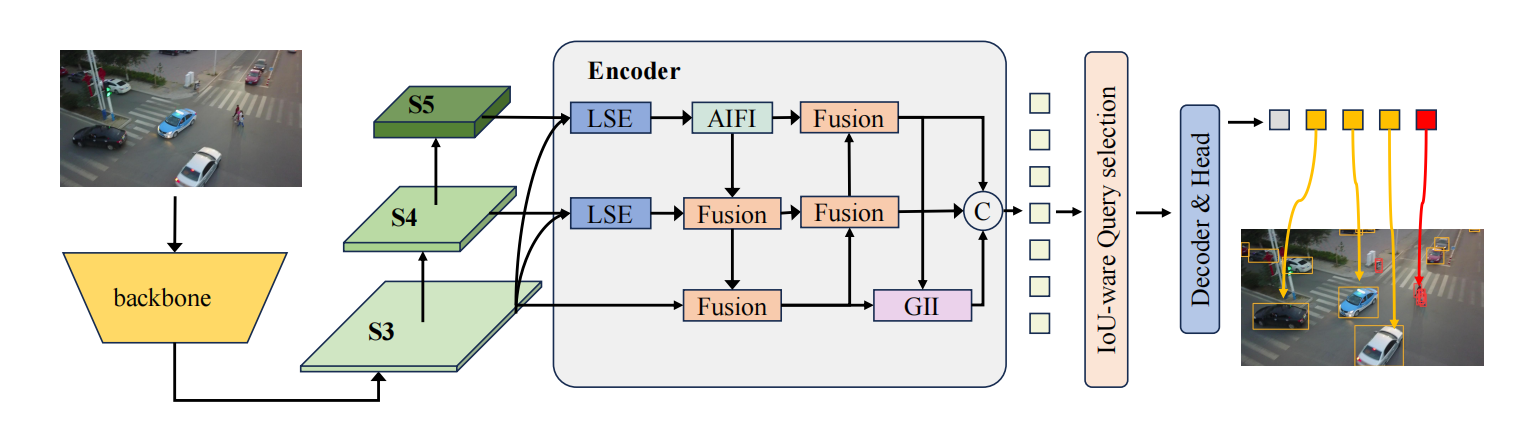 Encoder
S5
LSE
AIFI
Fusion
S4
LSE
Fusion
Fusion
C
backbone
S3
Fusion
GII
IoU-ware Query selection
Decoder & Head